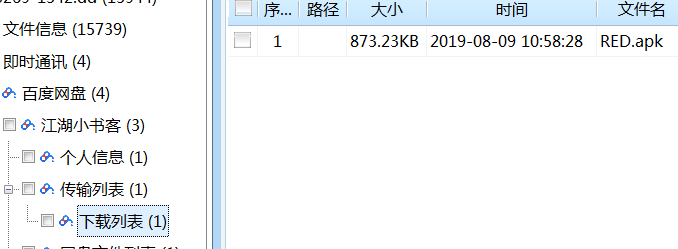 文件信息 (15739)
即时通讯 (4)
百度网盘 (4)
江湖小书客 (3)
个人信息 (1)
传输列表 (1)
下载列表 (1)
序... 路径 大小 时间 文件名
1 873.23KB 2019-08-09 10:58:28 RED.apk